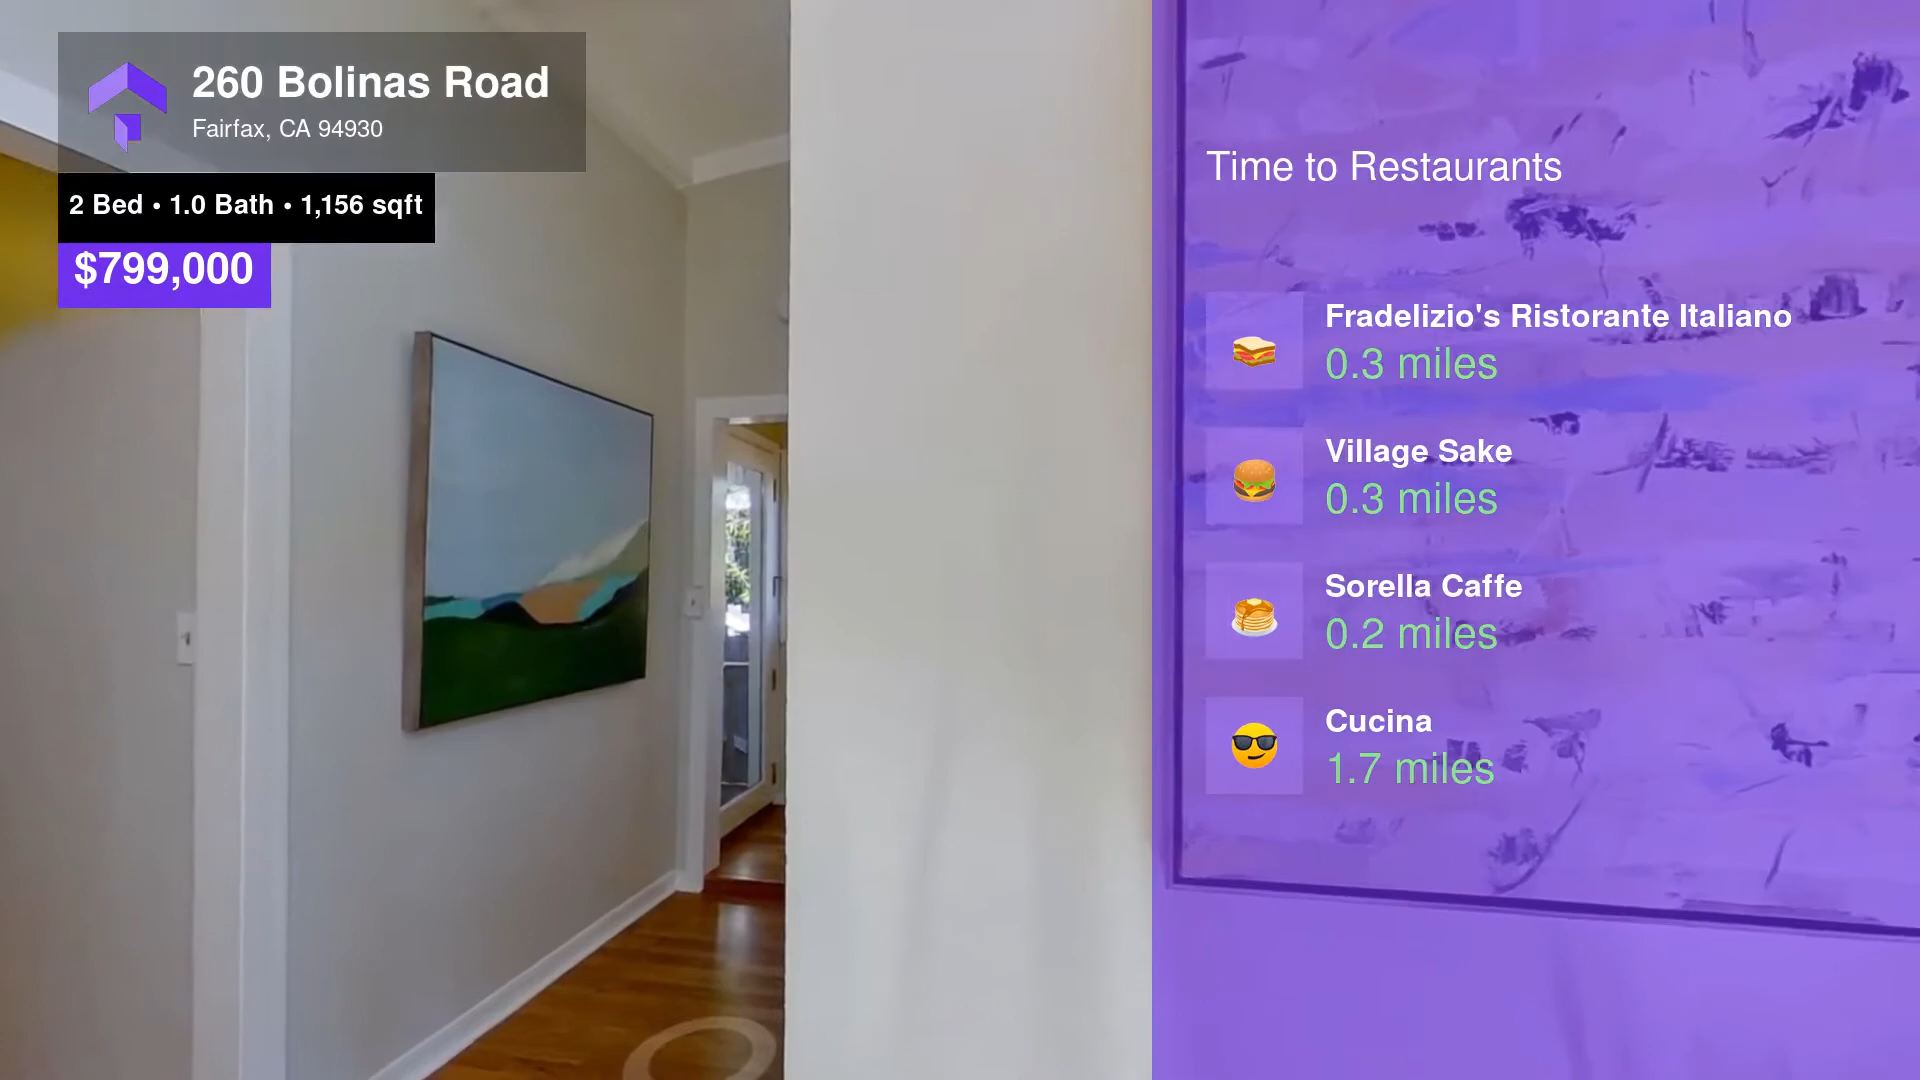 260 Bolinas Road
Fairfax, CA 94930
2 Bed • 1.0 Bath • 1,156 sqft
$799,000
Time to Restaurants
Fradelizio's Ristorante Italiano
0.3 miles
Village Sake
0.3 miles
Sorella Caffe
0.2 miles
Cucina
1.7 miles